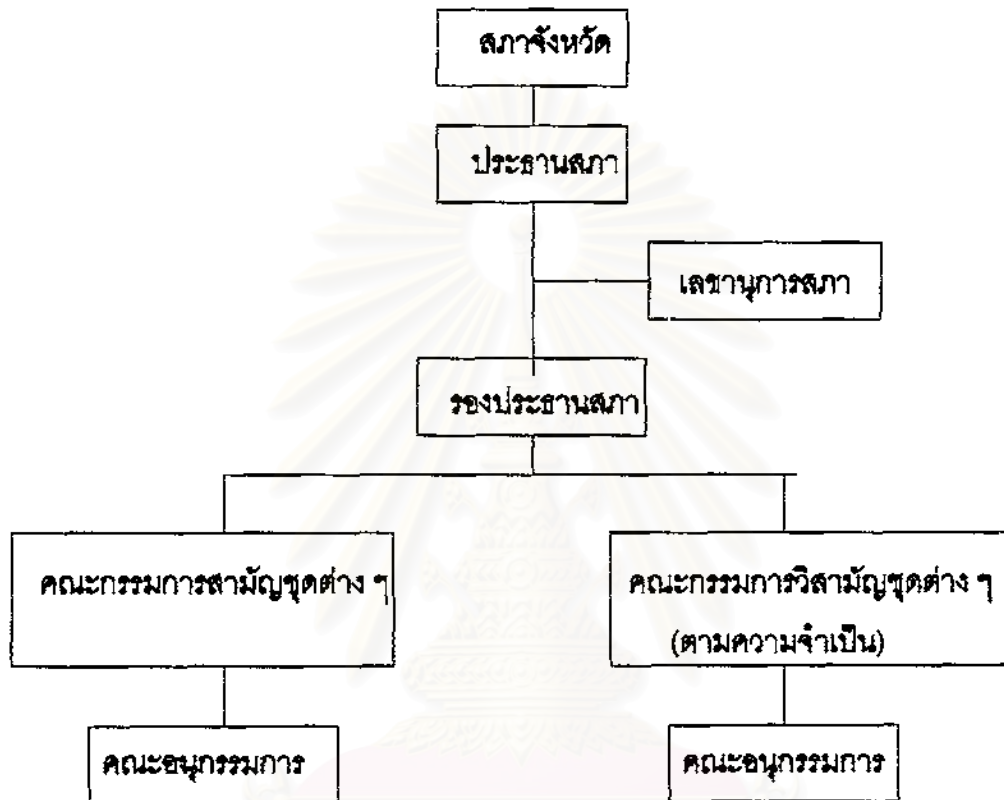 สภาจังหวัด
ประธานสภา
เลขานุการสภา
รองประธานสภา
คณะกรรมการสามัญชุดต่าง ๆ
คณะกรรมการวิสามัญชุดต่าง ๆ
(ตามความจำเป็น)
คณะอนุกรรมการ
คณะอนุกรรมการ